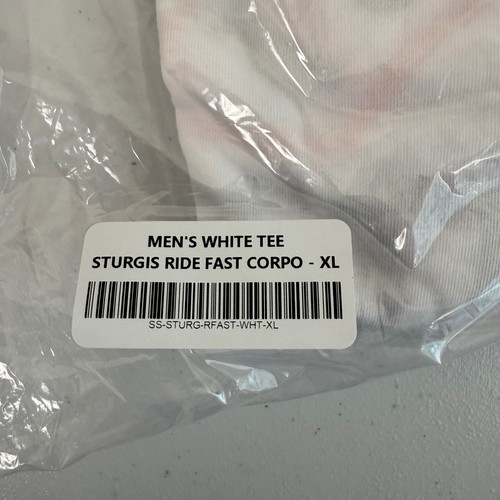 MEN'S WHITE TEE
STURGIS RIDE FAST CORPO - XL
SS-STURG-RFAST-WHT-XL